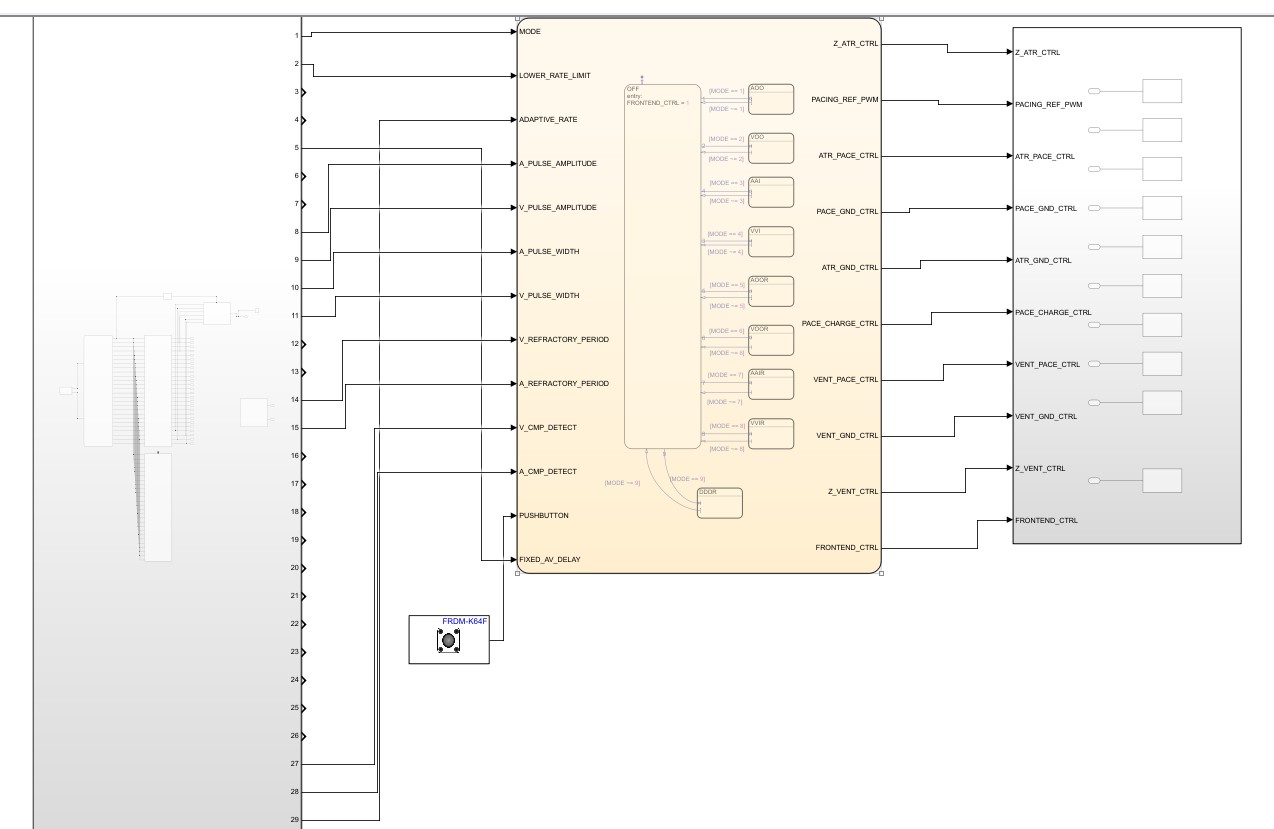 1
2
3
4
5
6
7
8
9
10
11
12
13
14
15
16
17
18
19
20
21
22
23
24
25
26
27
28
29
MODE
LOWER_RATE_LIMIT
ADAPTIVE_RATE
A_PULSE_AMPLITUDE
V_PULSE_AMPLITUDE
A_PULSE_WIDTH
V_PULSE_WIDTH
V_REFRACTORY_PERIOD
A_REFRACTORY_PERIOD
V_CMP_DETECT
A_CMP_DETECT
PUSHBUTTON
FIXED_AV_DELAY
FRDM-K64F
OFF
entry:
FRONTEND_CTRL = 1
[MODE == 1]
[MODE ~= 1]
AOO
[MODE == 2]
[MODE ~= 2]
VOO
[MODE == 3]
[MODE ~= 3]
AAI
[MODE == 4]
[MODE ~= 4]
VVI
[MODE == 5]
[MODE ~= 5]
AOOR
[MODE == 6]
[MODE ~= 6]
VOOR
[MODE == 7]
[MODE ~= 7]
AAIR
[MODE == 8]
[MODE ~= 8]
VVIR
[MODE ~= 9]
[MODE == 9]
DDDR
Z_ATR_CTRL
PACING_REF_PWM
ATR_PACE_CTRL
PACE_GND_CTRL
ATR_GND_CTRL
PACE_CHARGE_CTRL
VENT_PACE_CTRL
VENT_GND_CTRL
Z_VENT_CTRL
FRONTEND_CTRL
Z_ATR_CTRL
PACING_REF_PWM
ATR_PACE_CTRL
PACE_GND_CTRL
ATR_GND_CTRL
PACE_CHARGE_CTRL
VENT_PACE_CTRL
VENT_GND_CTRL
Z_VENT_CTRL
FRONTEND_CTRL